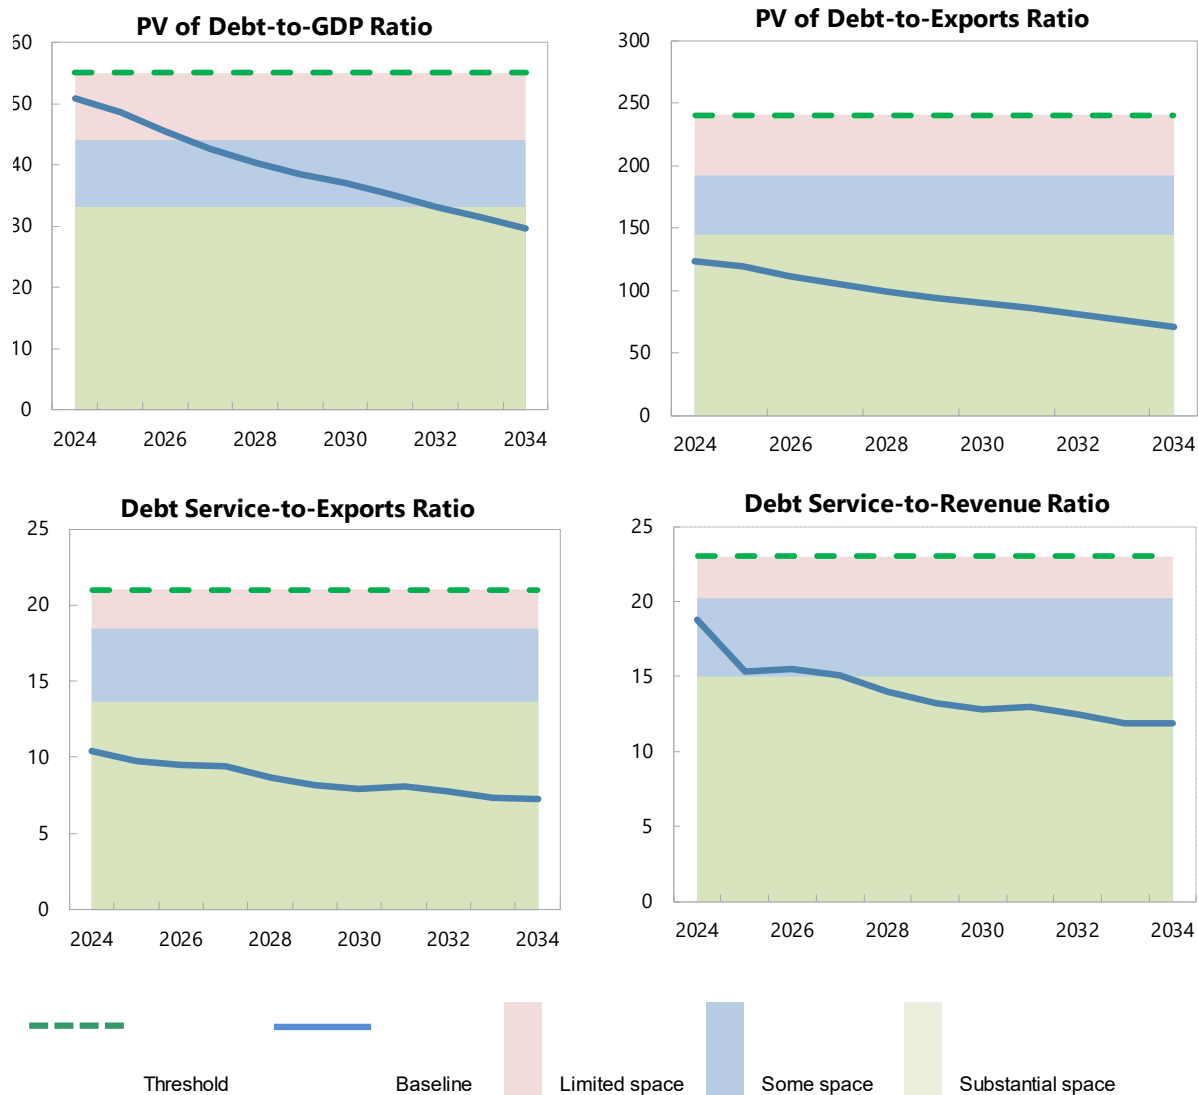 PV of Debt-to-GDP Ratio
60
50
40
30
20
10
0
2024 2026 2028 2030 2032 2034
PV of Debt-to-Exports Ratio
300
250
200
150
100
50
0
2024 2026 2028 2030 2032 2034
Debt Service-to-Exports Ratio
25
20
15
10
5
0
2024 2026 2028 2030 2032 2034
Debt Service-to-Revenue Ratio
25
20
15
10
5
0
2024 2026 2028 2030 2032 2034
Threshold Baseline Limited space Some space Substantial space